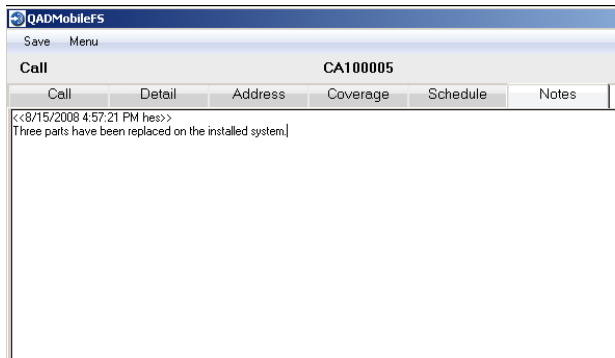 QADMobileFS
Save Menu
Call CA100005
Call Detail Address Coverage Schedule Notes
<<8/15/2008 4:57:21 PM hes>>
Three parts have been replaced on the installed system.